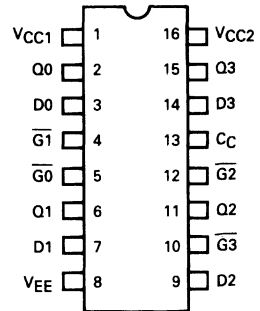 VCC1 1 16 VCC2
Q0 2 15 Q3
D0 3 14 D3
G1 4 13 CC
G0 5 12 G2
Q1 6 11 Q2
D1 7 10 G3
VEE 8 9 D2